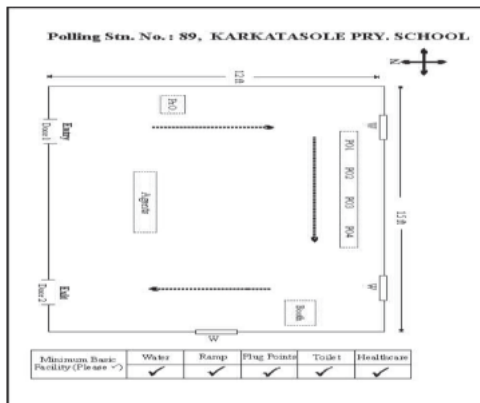 Polling Stn. No. : 89, KARKATASOLE PRY. SCHOOL
N
12 ft
PrO
Entry
Door 1
W
PO1
PO2
PO3
PO4
15 ft
Agents
Exit
Door 2
W
Booth
W
Minimum Basic Facility (Please ✓)
Water
Ramp
Plug Points
Toilet
Healthcare
✓ ✓ ✓ ✓ ✓